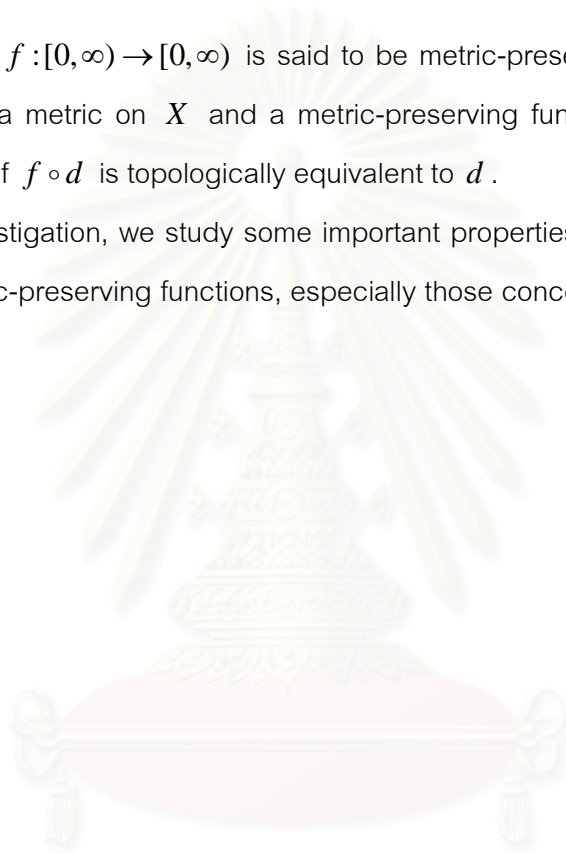 f :[0,∞) → [0,∞) is said to be metric-prese
a metric on X and a metric-preserving fun
f f ∘ d is topologically equivalent to d .
stigation, we study some important properties
c-preserving functions, especially those conce